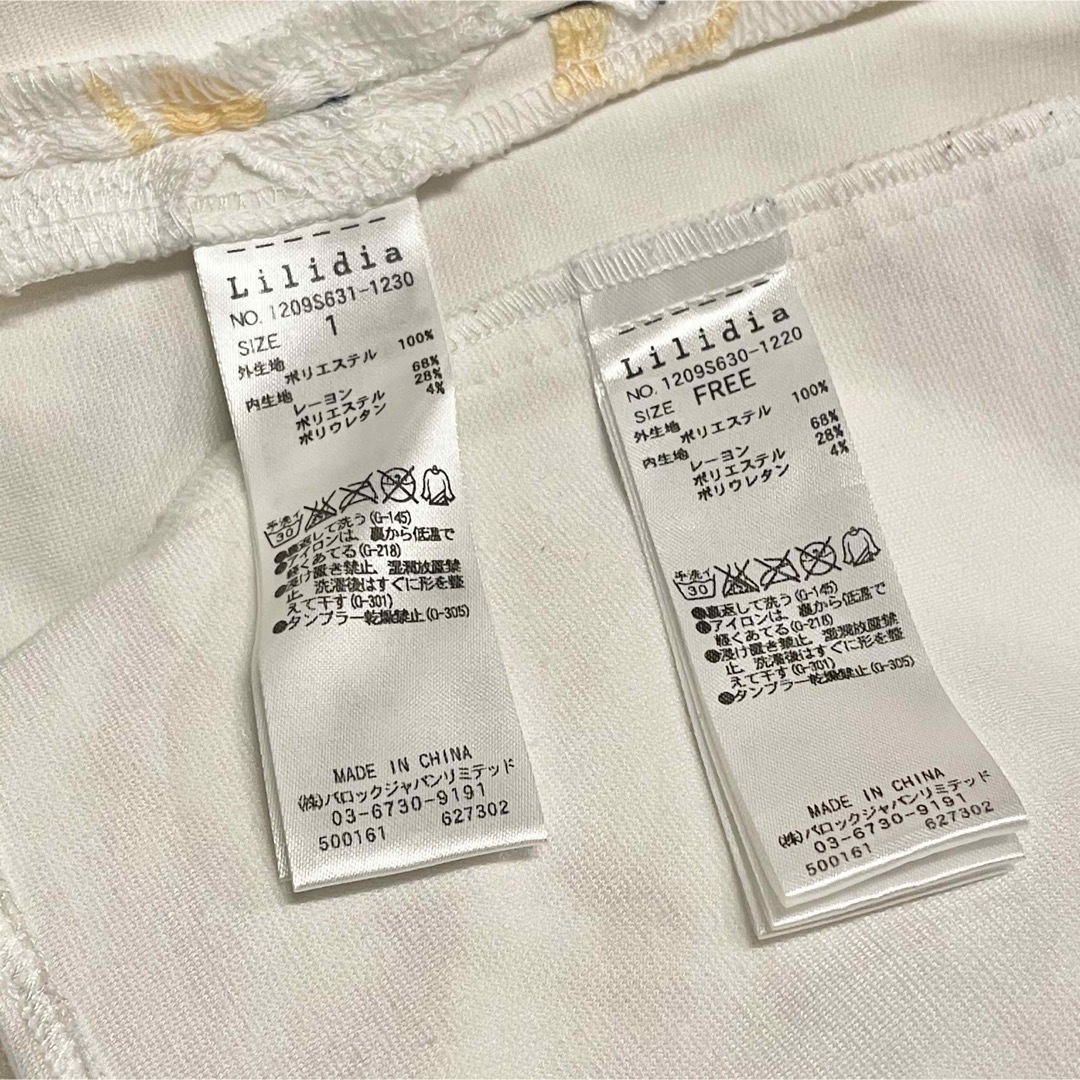 Lilidia
NO. 1209S631-1230
SIZE 1
外生地 ポリエステル 100%
内生地 レーヨン 68%
ポリエステル 28%
ポリウレタン 4%
手洗イ
30
●裏返して洗う(G-145)
●アイロンは、裏から低温で
軽くあてる(G-218)
●浸け置き禁止、湿潤放置禁
止、洗濯後はすぐに形を整
えて干す(G-301)
●タンブラー乾燥禁止(G-305)
MADE IN CHINA
(株)バロックジャパンリミテッド
03-6730-9191
500161 627302
Lilidia
NO. 1209S630-1220
SIZE FREE
外生地 ポリエステル 100%
内生地 レーヨン 68%
ポリエステル 28%
ポリウレタン 4%
手洗イ
30
●裏返して洗う(G-145)
●アイロンは、裏から低温で
軽くあてる(G-218)
●浸け置き禁止、湿潤放置禁
止、洗濯後はすぐに形を整
えて干す(G-301)
●タンブラー乾燥禁止(G-305)
MADE IN CHINA
(株)バロックジャパンリミテッド
03-6730-9191
500161 627302